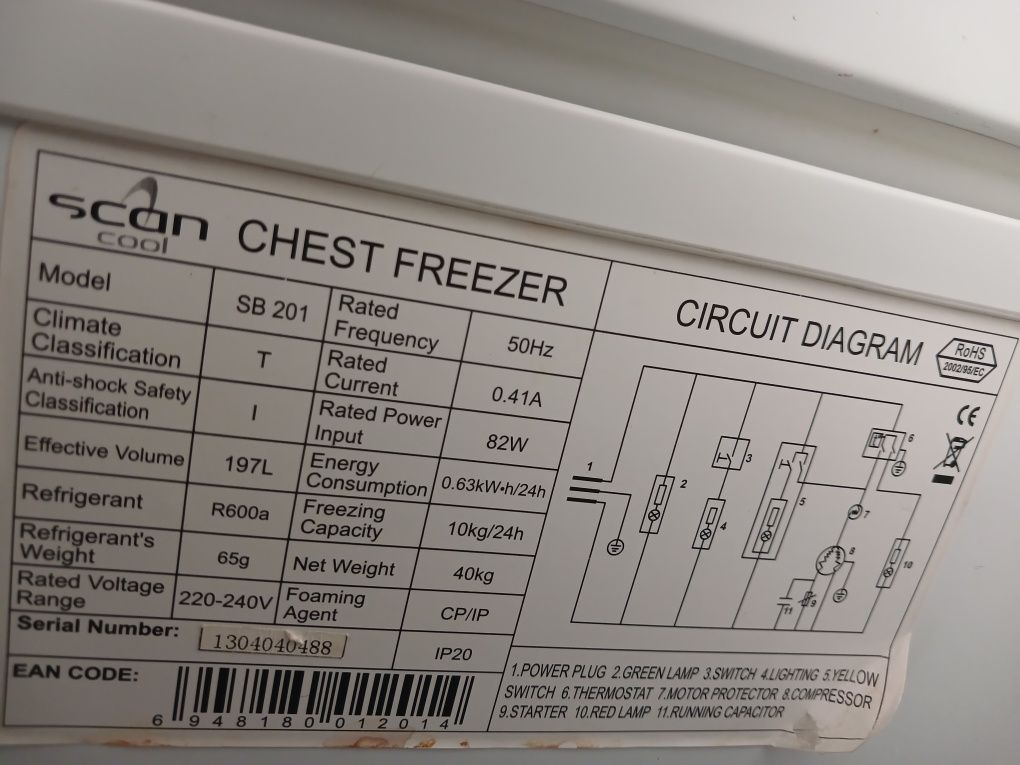 scan
cool
CHEST FREEZER
Model
SB 201
Rated
Frequency
50Hz
Climate
Classification
T
Rated
Current
0.41A
Anti-shock Safety
Classification
I
Rated Power
Input
82W
Effective Volume
197L
Energy
Consumption
0.63kW•h/24h
Refrigerant
R600a
Freezing
Capacity
10kg/24h
Refrigerant's
Weight
65g
Net Weight
40kg
Rated Voltage
Range
220-240V
Foaming
Agent
CP/IP
Serial Number:
1304040488
IP20
EAN CODE:
6 948180 012014
CIRCUIT DIAGRAM
RoHS
2002/95/EC
CE
1
2
3
4
5
6
7
8
9
10
11
1.POWER PLUG 2.GREEN LAMP 3.SWITCH 4.LIGHTING 5.YELLOW
SWITCH 6.THERMOSTAT 7.MOTOR PROTECTOR 8.COMPRESSOR
9.STARTER 10.RED LAMP 11.RUNNING CAPACITOR